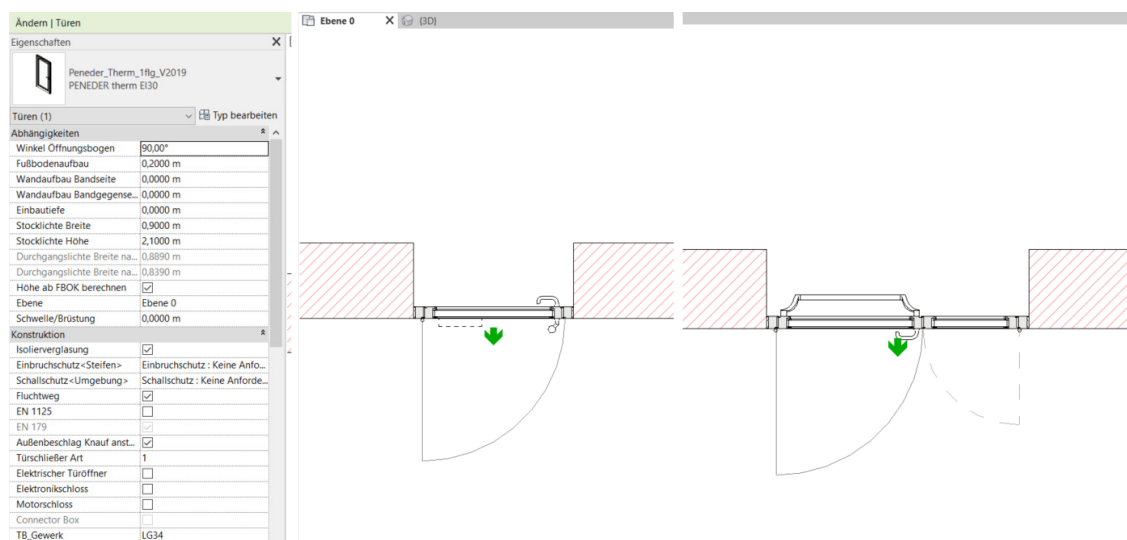 Ändern | Türen
Eigenschaften
Peneder_Therm_1flg_V2019
PENEDER therm EI30
Türen (1)
Typ bearbeiten
Abhängigkeiten
Winkel Öffnungsbogen 90,00°
Fußbodenaufbau 0,2000 m
Wandaufbau Bandseite 0,0000 m
Wandaufbau Bandgegense... 0,0000 m
Einbautiefe 0,0000 m
Stocklichte Breite 0,9000 m
Stocklichte Höhe 2,1000 m
Durchgangslichte Breite na... 0,8890 m
Durchgangslichte Breite na... 0,8390 m
Höhe ab FBOK berechnen
Ebene Ebene 0
Schwelle/Brüstung 0,0000 m
Konstruktion
Isolierverglasung
Einbruchschutz<Steifen> Einbruchschutz : Keine Anfo...
Schallschutz<Umgebung> Schallschutz : Keine Anforde...
Fluchtweg
EN 1125
EN 179
Außenbeschlag Knauf anst...
Türschließer Art 1
Elektrischer Türöffner
Elektronikschloss
Motorschloss
Connector Box
TB_Gewerk LG34
Ebene 0
{3D}